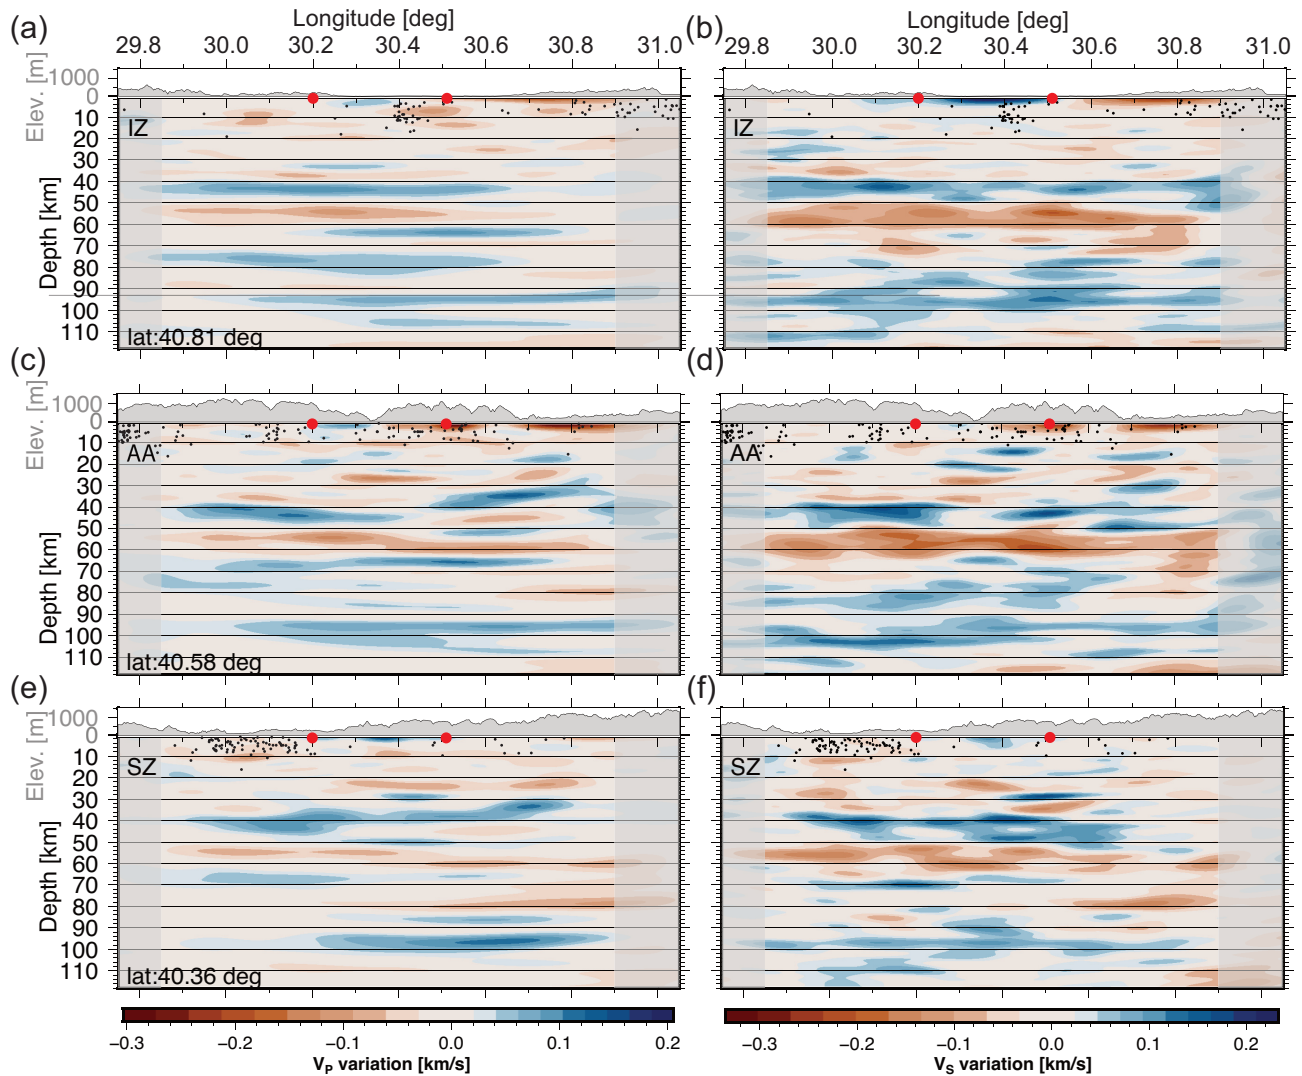 (a) Longitude [deg] (b) Longitude [deg]
29.8 30.0 30.2 30.4 30.6 30.8 31.0 29.8 30.0 30.2 30.4 30.6 30.8 31.0
Elev. [m]
1000
0
Depth [km]
10
20
30
40
50
60
70
80
90
100
110
IZ
lat:40.81 deg
IZ
(c) (d)
Elev. [m]
1000
0
Depth [km]
10
20
30
40
50
60
70
80
90
100
110
AA
lat:40.58 deg
AA
(e) (f)
Elev. [m]
1000
0
Depth [km]
10
20
30
40
50
60
70
80
90
100
110
SZ
lat:40.36 deg
SZ
−0.3 −0.2 −0.1 0.0 0.1 0.2
VP variation [km/s]
−0.3 −0.2 −0.1 0.0 0.1 0.2
VS variation [km/s]